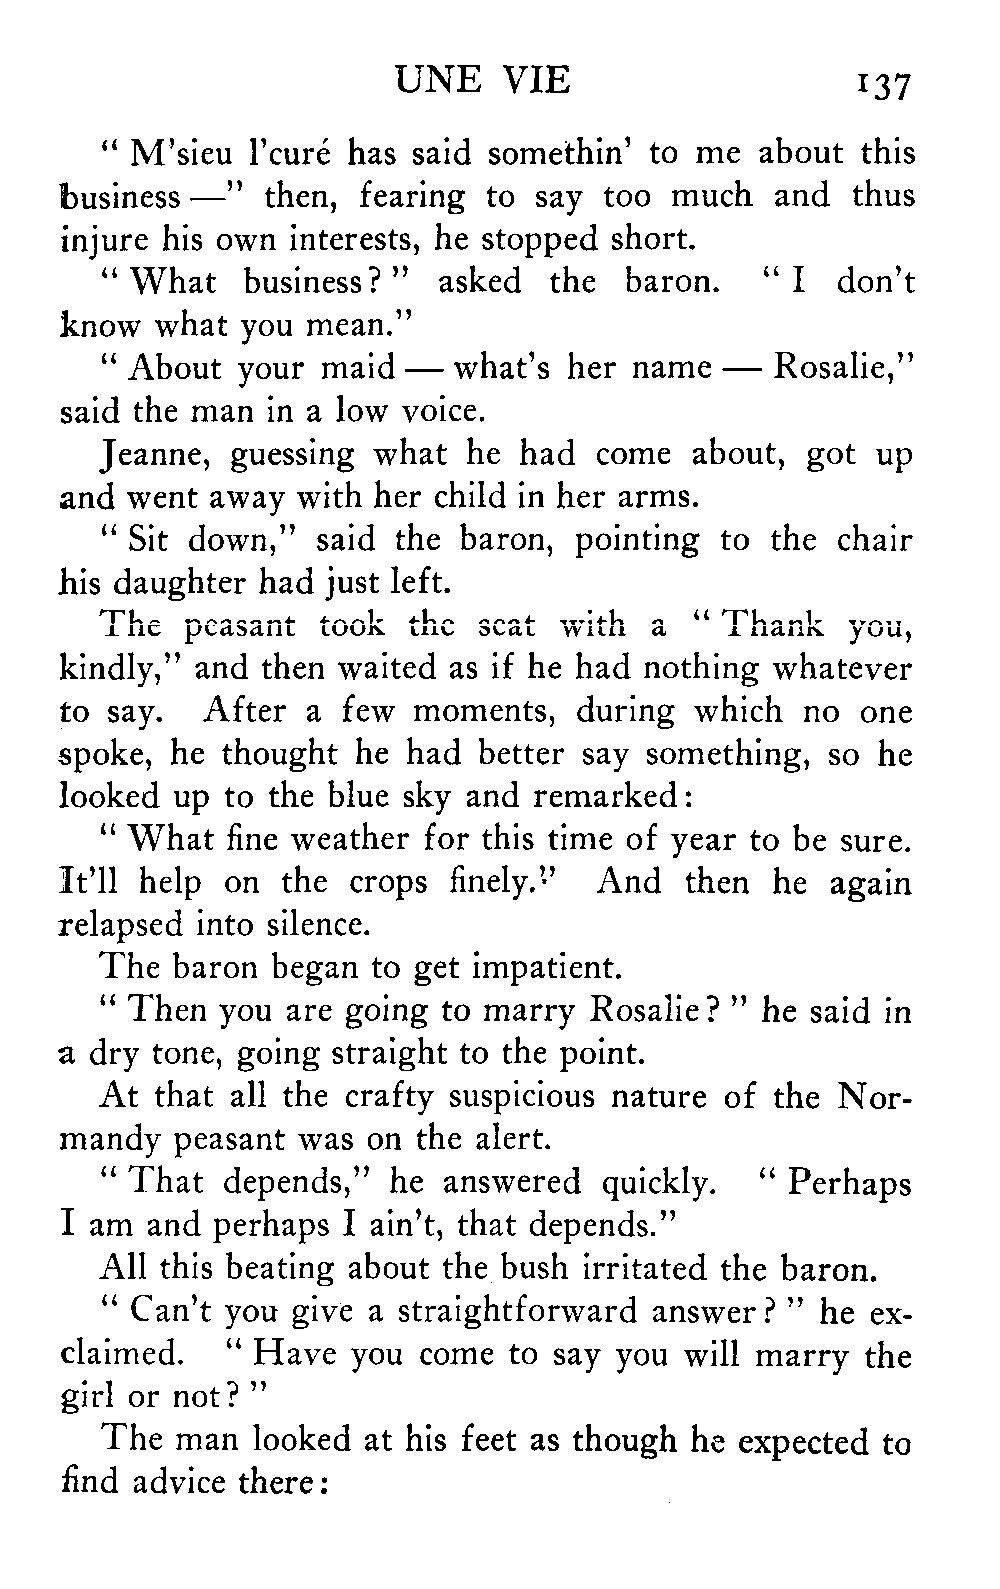 UNE VIE 137
“ M’sieu l’curé has said somethin’ to me about this
business —” then, fearing to say too much and thus
injure his own interests, he stopped short.
“ What business? ” asked the baron. “ I don’t
know what you mean.”
“ About your maid — what’s her name — Rosalie,”
said the man in a low voice.
Jeanne, guessing what he had come about, got up
and went away with her child in her arms.
“ Sit down,” said the baron, pointing to the chair
his daughter had just left.
The peasant took the seat with a “ Thank you,
kindly,” and then waited as if he had nothing whatever
to say. After a few moments, during which no one
spoke, he thought he had better say something, so he
looked up to the blue sky and remarked:
“ What fine weather for this time of year to be sure.
It’ll help on the crops finely.” And then he again
relapsed into silence.
The baron began to get impatient.
“ Then you are going to marry Rosalie? ” he said in
a dry tone, going straight to the point.
At that all the crafty suspicious nature of the Nor-
mandy peasant was on the alert.
“ That depends,” he answered quickly. “ Perhaps
I am and perhaps I ain’t, that depends.”
All this beating about the bush irritated the baron.
“ Can’t you give a straightforward answer? ” he ex-
claimed. “ Have you come to say you will marry the
girl or not? ”
The man looked at his feet as though he expected to
find advice there: